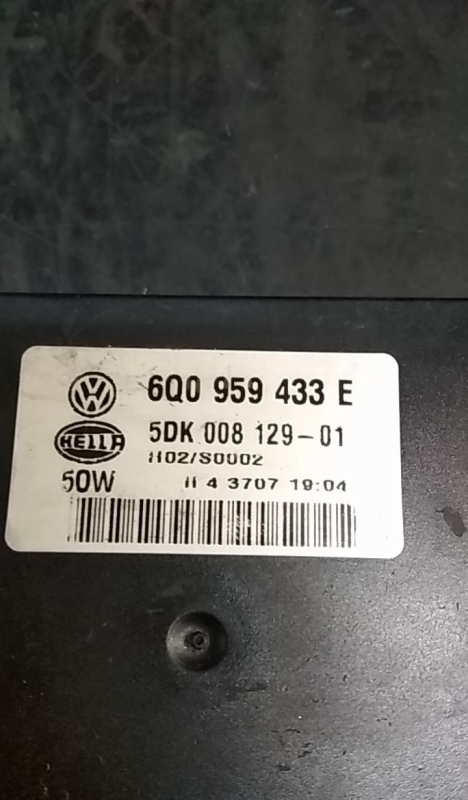 6Q0 959 433 E
HELLA
5DK 008 129-01
H02/S0002
50W
H 4 3707 19:04